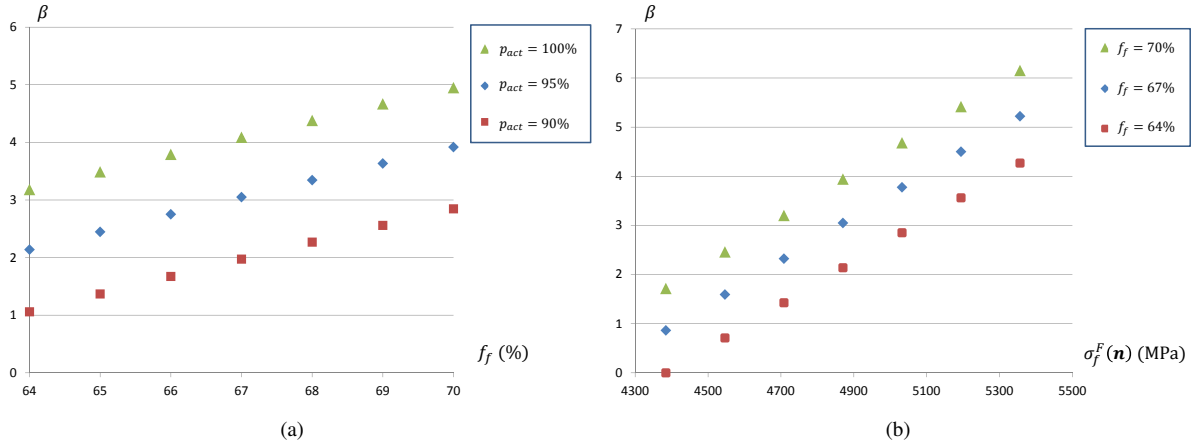 β
6
5
4
3
2
1
0
64 65 66 67 68 69 70
f_f (%)
p_act = 100%
p_act = 95%
p_act = 90%
(a)
β
7
6
5
4
3
2
1
0
4300 4500 4700 4900 5100 5300 5500
σ_f^F(n) (MPa)
f_f = 70%
f_f = 67%
f_f = 64%
(b)